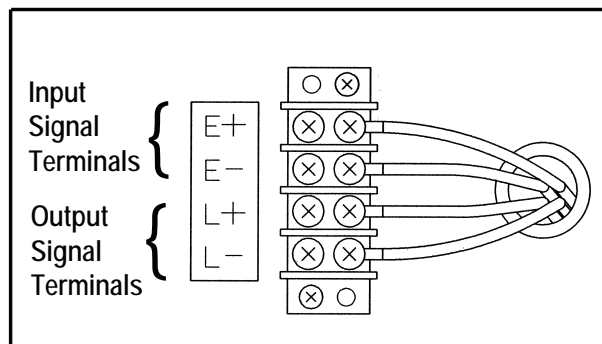 Input
Signal
Terminals
Output
Signal
Terminals
E+
E-
L+
L-